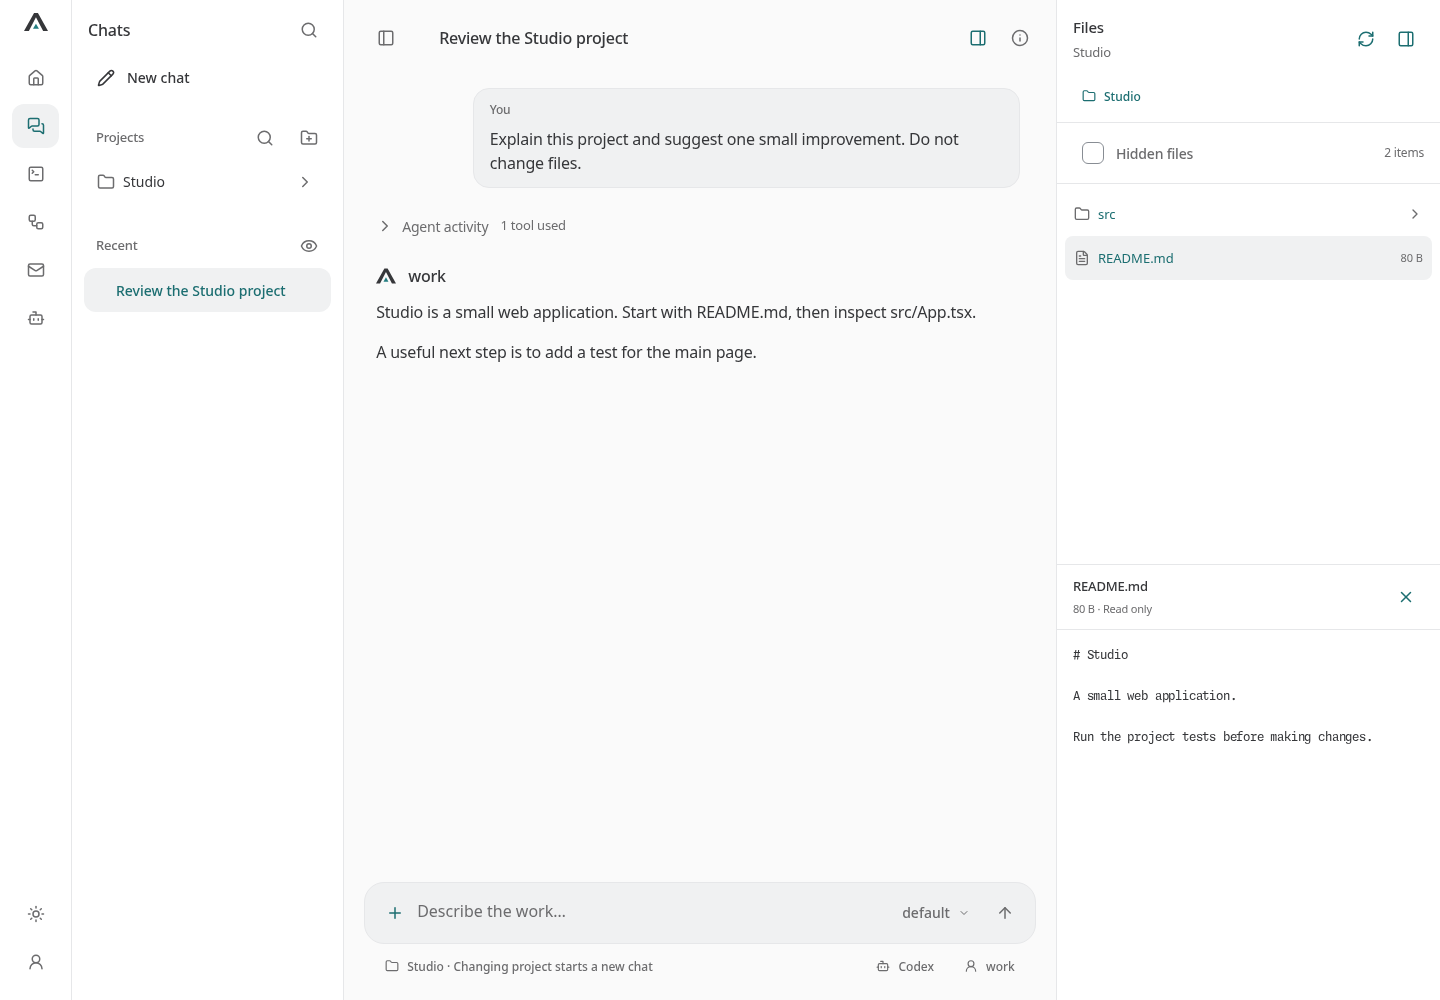 Chats
New chat
Projects
Studio
Recent
Review the Studio project
Review the Studio project
You
Explain this project and suggest one small improvement. Do not
change files.
Agent activity 1 tool used
work
Studio is a small web application. Start with README.md, then inspect src/App.tsx.
A useful next step is to add a test for the main page.
Describe the work...
default
Studio · Changing project starts a new chat
Codex
work
Files
Studio
Studio
Hidden files 2 items
src
README.md 80 B
README.md
80 B · Read only
# Studio
A small web application.
Run the project tests before making changes.